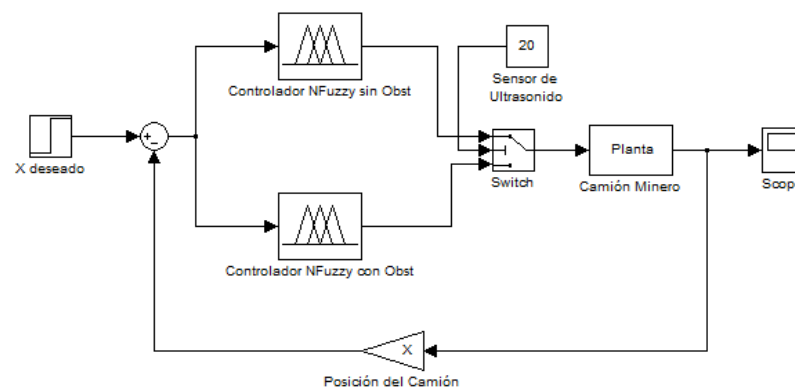 20
Controlador NFuzzy sin Obst
Sensor de
Ultrasonido
X deseado
Planta
Switch
Camión Minero
Scop
Controlador NFuzzy con Obst
X
Posición del Camión